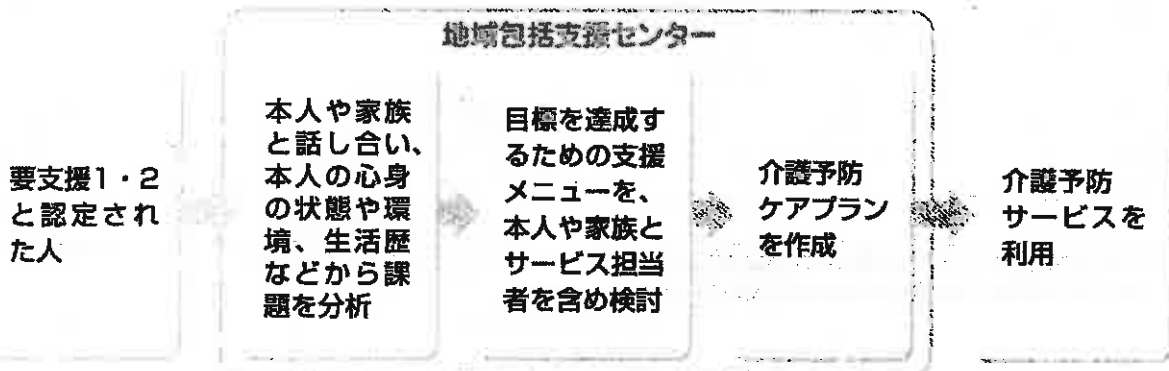 地域包括支援センター
要支援1・2
と認定され
た人
本人や家族
と話し合い、
本人の心身
の状態や環
境、生活歴
などから課
題を分析
目標を達成す
るための支援
メニューを、
本人や家族と
サービス担当
者を含め検討
介護予防
ケアプラン
を作成
介護予防
サービスを
利用